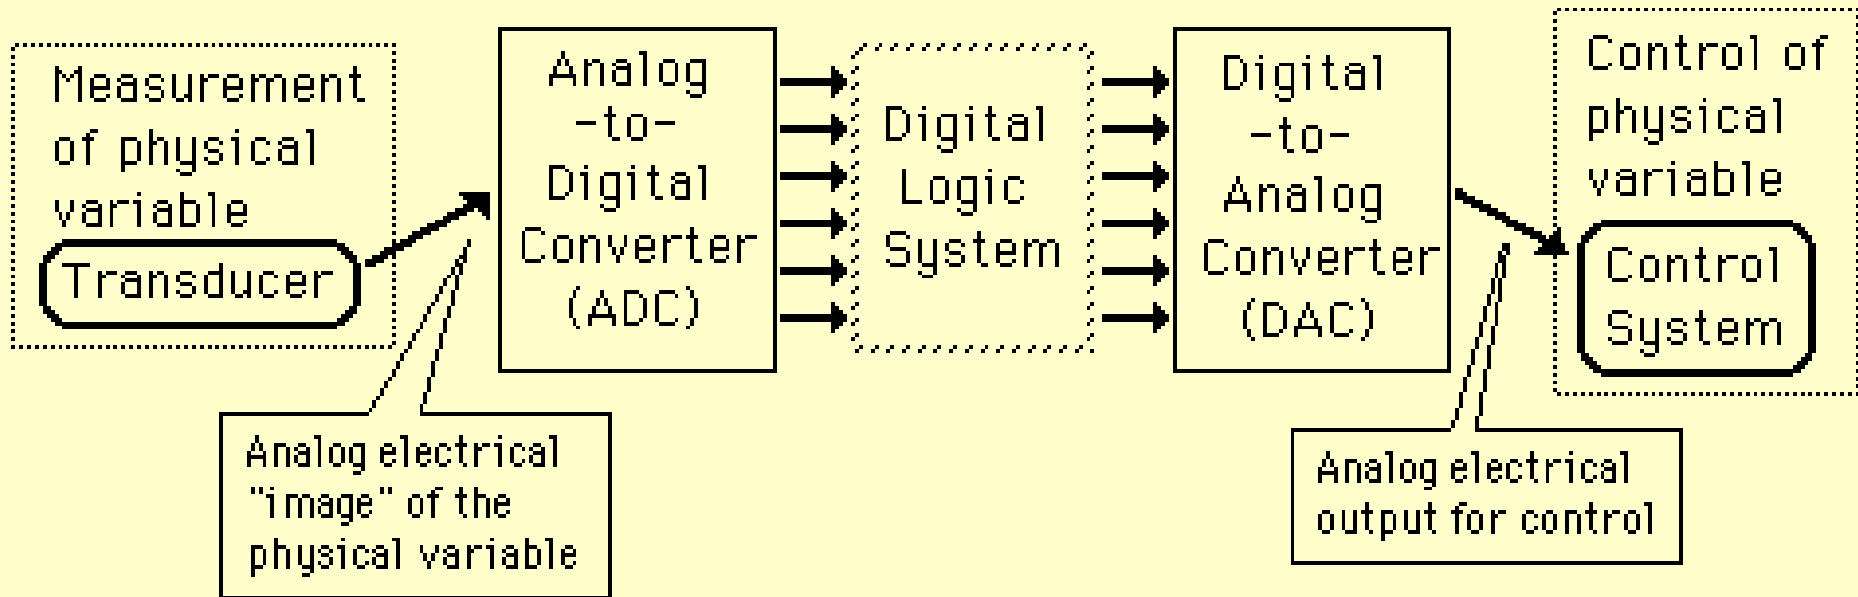 Measurement
of physical
variable
Transducer
Analog
-to-
Digital
Converter
(ADC)
Digital
Logic
System
Digital
-to-
Analog
Converter
(DAC)
Control of
physical
variable
Control
System
Analog electrical
"image" of the
physical variable
Analog electrical
output for control